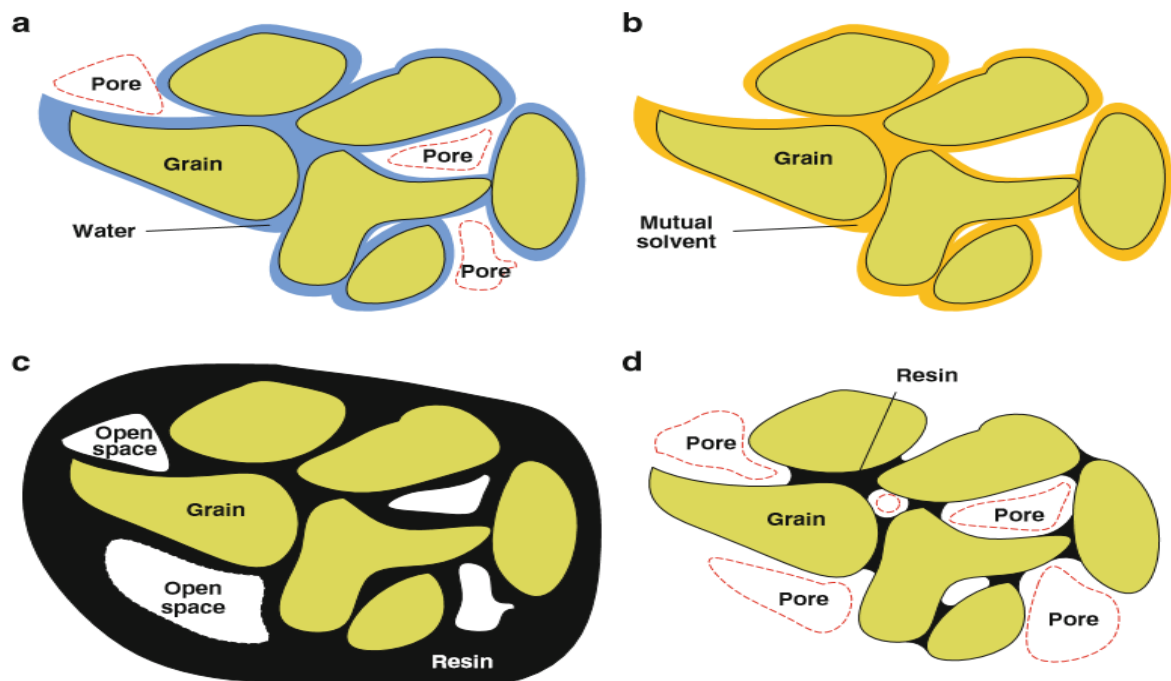 a
Pore
Grain
Pore
Water
Pore
b
Grain
Mutual
solvent
c
Open
space
Grain
Open
space
Resin
d
Resin
Pore
Grain
Pore
Pore
Pore